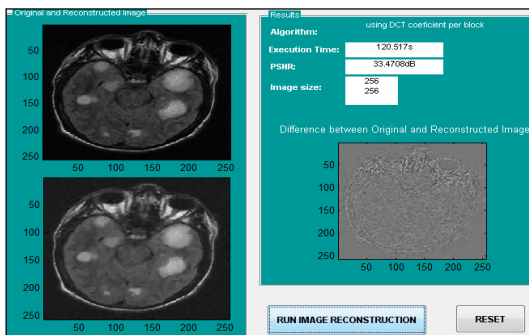 Original and Reconstructed Image
0
50
100
150
200
250
50 100 150 200 250
0
50
100
150
200
250
50 100 150 200 250
Results
Algorithm: using DCT coeficient per block
Execution Time: 120.517s
PSNR: 33.4708dB
Image size: 256
256
Difference between Original and Reconstructed Image
0
50
100
150
200
250
50 100 150 200 250
RUN IMAGE RECONSTRUCTION
RESET